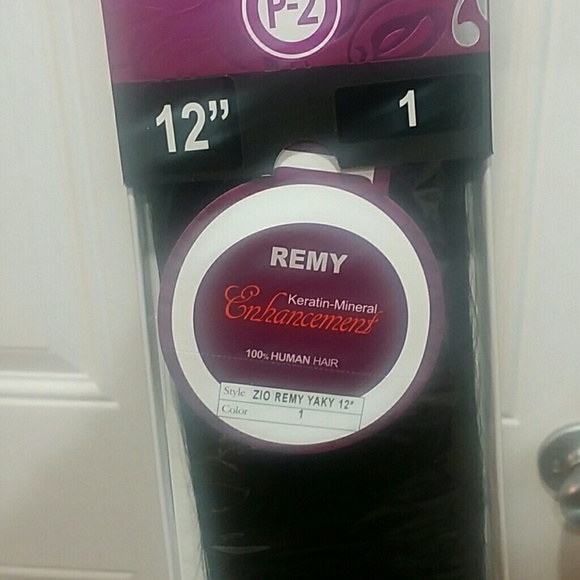 P-2
12”
1
REMY
Keratin-Mineral
Enhancement
100% HUMAN HAIR
Style ZIO REMY YAKY 12"
Color 1